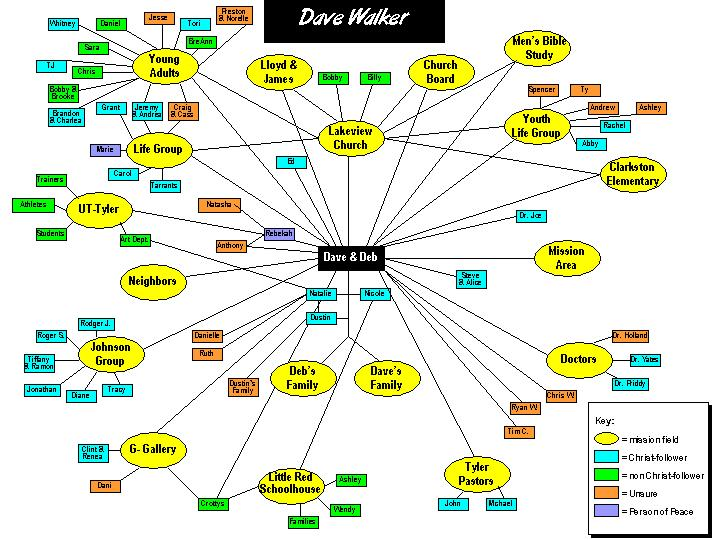 Dave Walker
Whitney
Daniel
Jesse
Tori
Reston
& Norelle
Sara
BreAnn
TJ
Chris
Young
Adults
Bobby &
Brooke
Brandon
& Charlea
Grant
Jeremy
& Andrea
Craig
& Cass
Lloyd &
James
Bobby
Billy
Church
Board
Men's Bible
Study
Spencer
Ty
Andrew
Ashley
Rachel
Abby
Youth
Life Group
Lakeview
Church
Marie
Life Group
Carol
Tarrants
Ed
Clarkston
Elementary
Trainers
Athletes
Students
UT-Tyler
Art Dept.
Natasha
Rebekah
Anthony
Dr. Joe
Dave & Deb
Mission
Area
Neighbors
Steve
& Alice
Natalie
Nicole
Dustin
Rodger J.
Roger S.
Tiffany
& Ramon
Jonathan
Diane
Tracy
Johnson
Group
Danielle
Ruth
Dustin's
Family
Deb's
Family
Dave's
Family
Doctors
Dr. Holland
Dr. Yates
Dr. Priddy
Chris W.
Ryan W.
Tim C.
Clint &
Renea
G- Gallery
Dani
Crottys
Little Red
Schoolhouse
Ashley
Wendy
Families
Tyler
Pastors
John
Michael
Key:
= mission field
= Christ-follower
= non Christ-follower
= Unsure
= Person of Peace